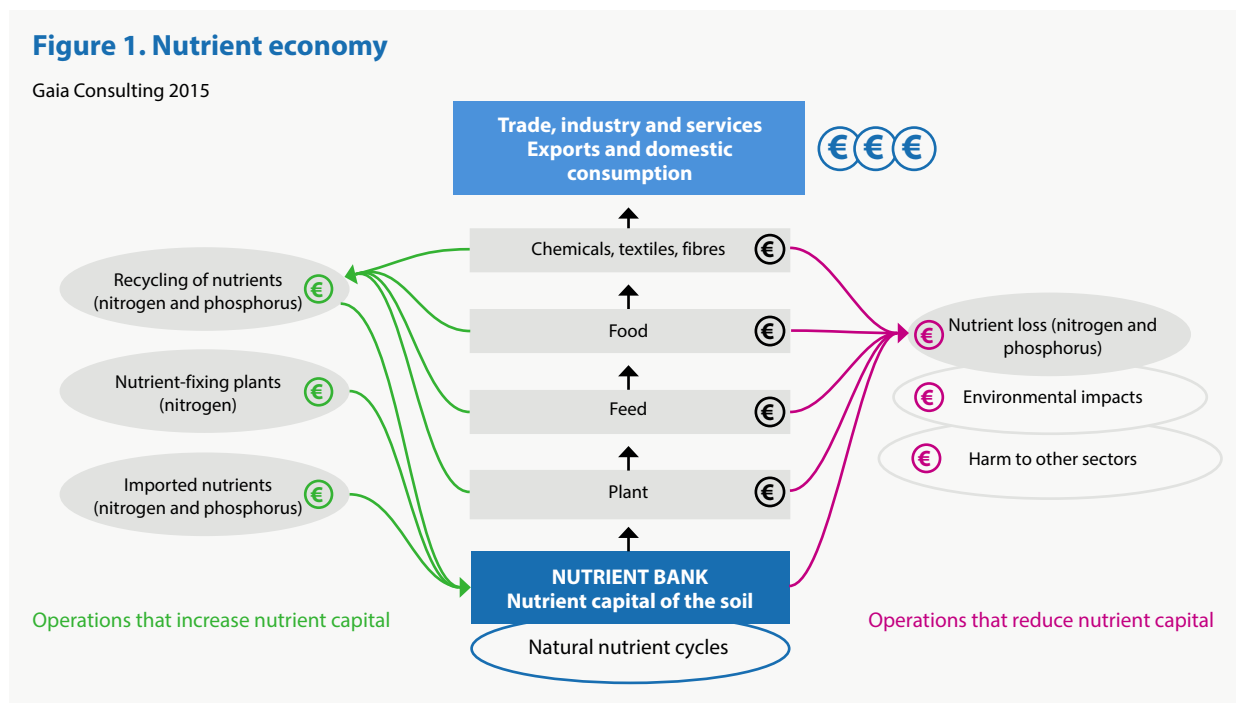 Figure 1. Nutrient economy
Gaia Consulting 2015
Trade, industry and services
Exports and domestic
consumption
€ € €
Chemicals, textiles, fibres €
Recycling of nutrients
(nitrogen and phosphorus) €
Food €
€ Nutrient loss (nitrogen and
phosphorus)
Nutrient-fixing plants
(nitrogen) €
Feed €
€ Environmental impacts
€ Harm to other sectors
Imported nutrients
(nitrogen and phosphorus) €
Plant €
NUTRIENT BANK
Nutrient capital of the soil
Operations that increase nutrient capital
Operations that reduce nutrient capital
Natural nutrient cycles